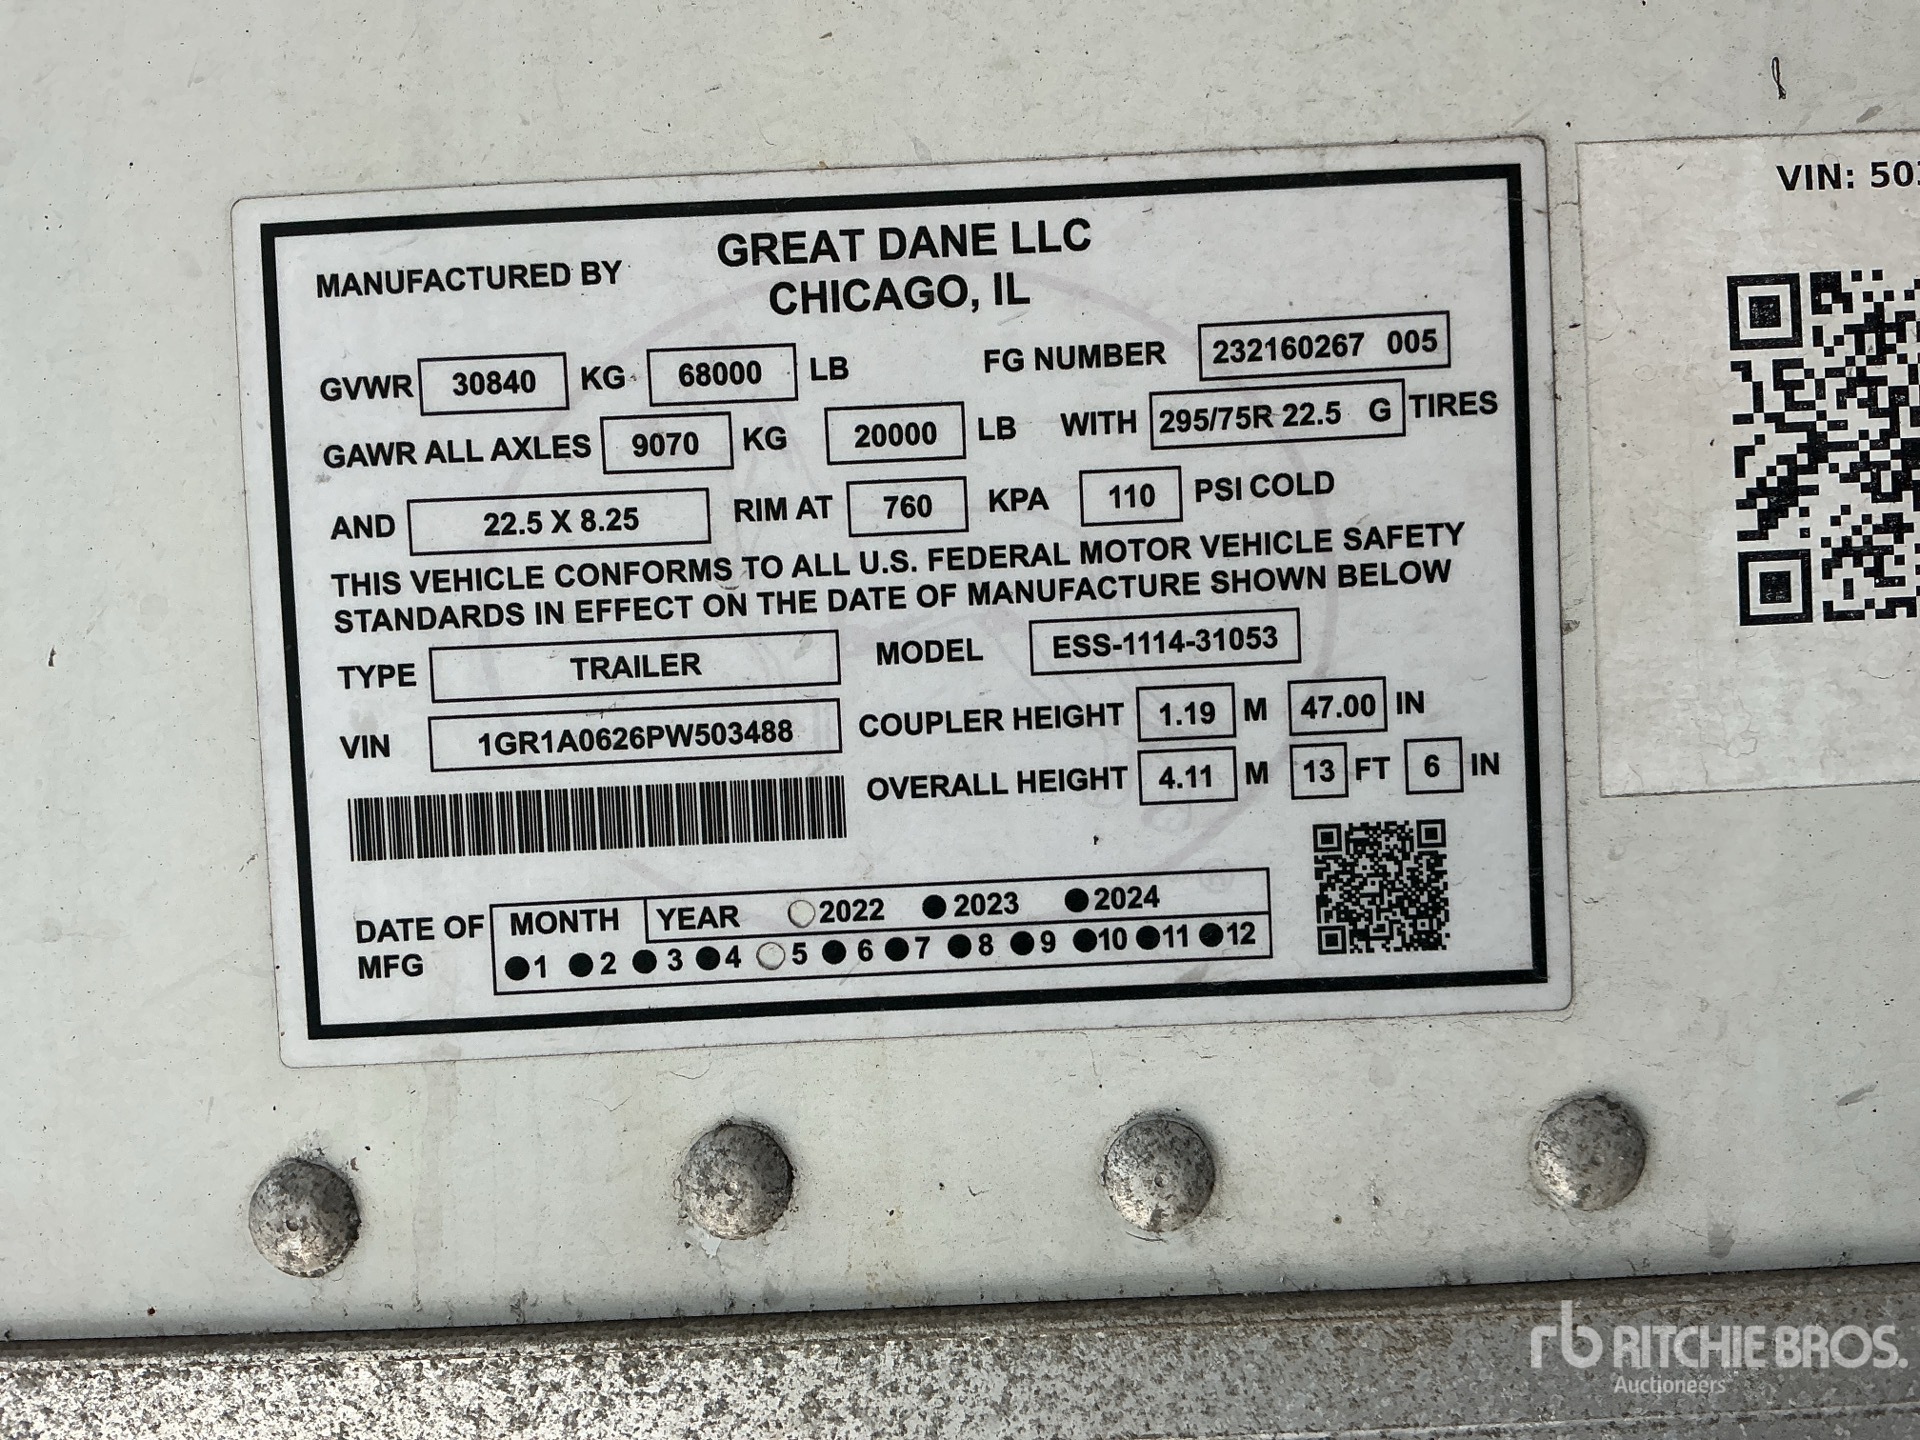 MANUFACTURED BY GREAT DANE LLC
CHICAGO, IL
GVWR 30840 KG 68000 LB FG NUMBER 232160267 005
GAWR ALL AXLES 9070 KG 20000 LB WITH 295/75R 22.5 G TIRES
AND 22.5 X 8.25 RIM AT 760 KPA 110 PSI COLD
THIS VEHICLE CONFORMS TO ALL U.S. FEDERAL MOTOR VEHICLE SAFETY
STANDARDS IN EFFECT ON THE DATE OF MANUFACTURE SHOWN BELOW
TYPE TRAILER MODEL ESS-1114-31053
VIN 1GR1A0626PW503488 COUPLER HEIGHT 1.19 M 47.00 IN
OVERALL HEIGHT 4.11 M 13 FT 6 IN
DATE OF MFG
MONTH YEAR 2022 2023 2024
1 2 3 4 5 6 7 8 9 10 11 12
®
VIN: 503
rb RITCHIE BROS.
Auctioneers